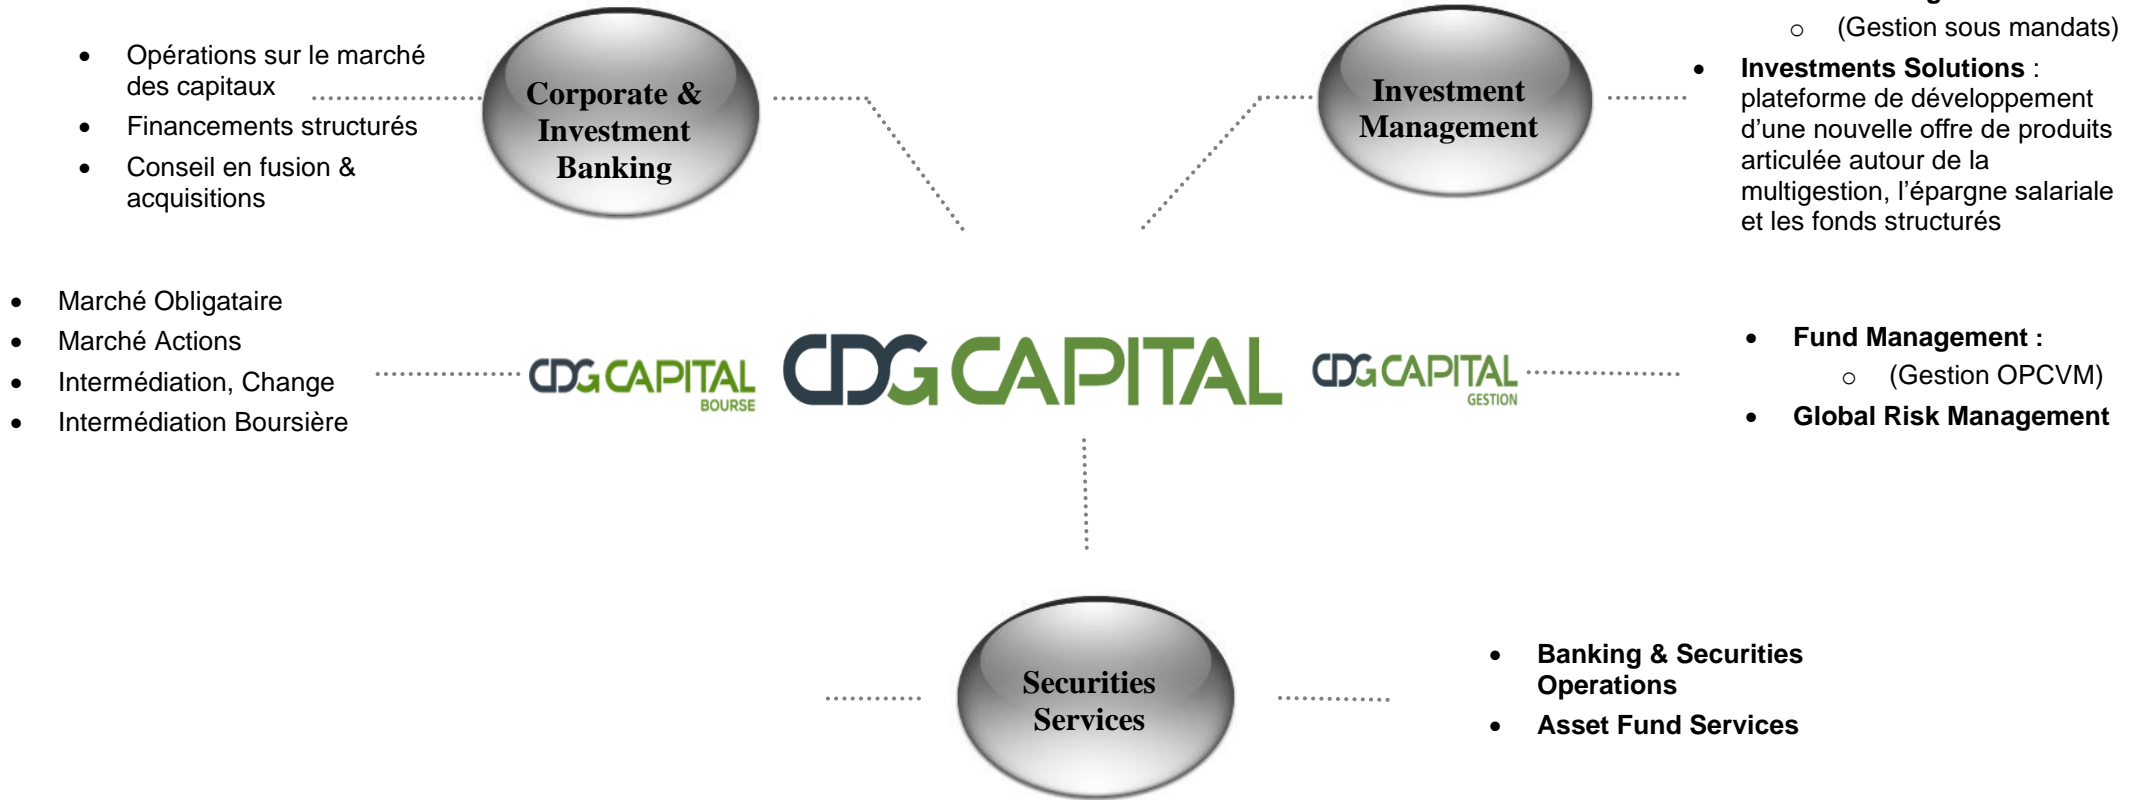 (Gestion sous mandats)
Opérations sur le marché
des capitaux
Financements structurés
Conseil en fusion &
acquisitions
Corporate &
Investment
Banking
Investment
Management
Investments Solutions :
plateforme de développement
d’une nouvelle offre de produits
articulée autour de la
multigestion, l’épargne salariale
et les fonds structurés
Marché Obligataire
Marché Actions
Intermédiation, Change
Intermédiation Boursière
CDG CAPITAL
BOURSE
CDG CAPITAL
CDG CAPITAL
GESTION
Fund Management :
(Gestion OPCVM)
Global Risk Management
Securities
Services
Banking & Securities
Operations
Asset Fund Services